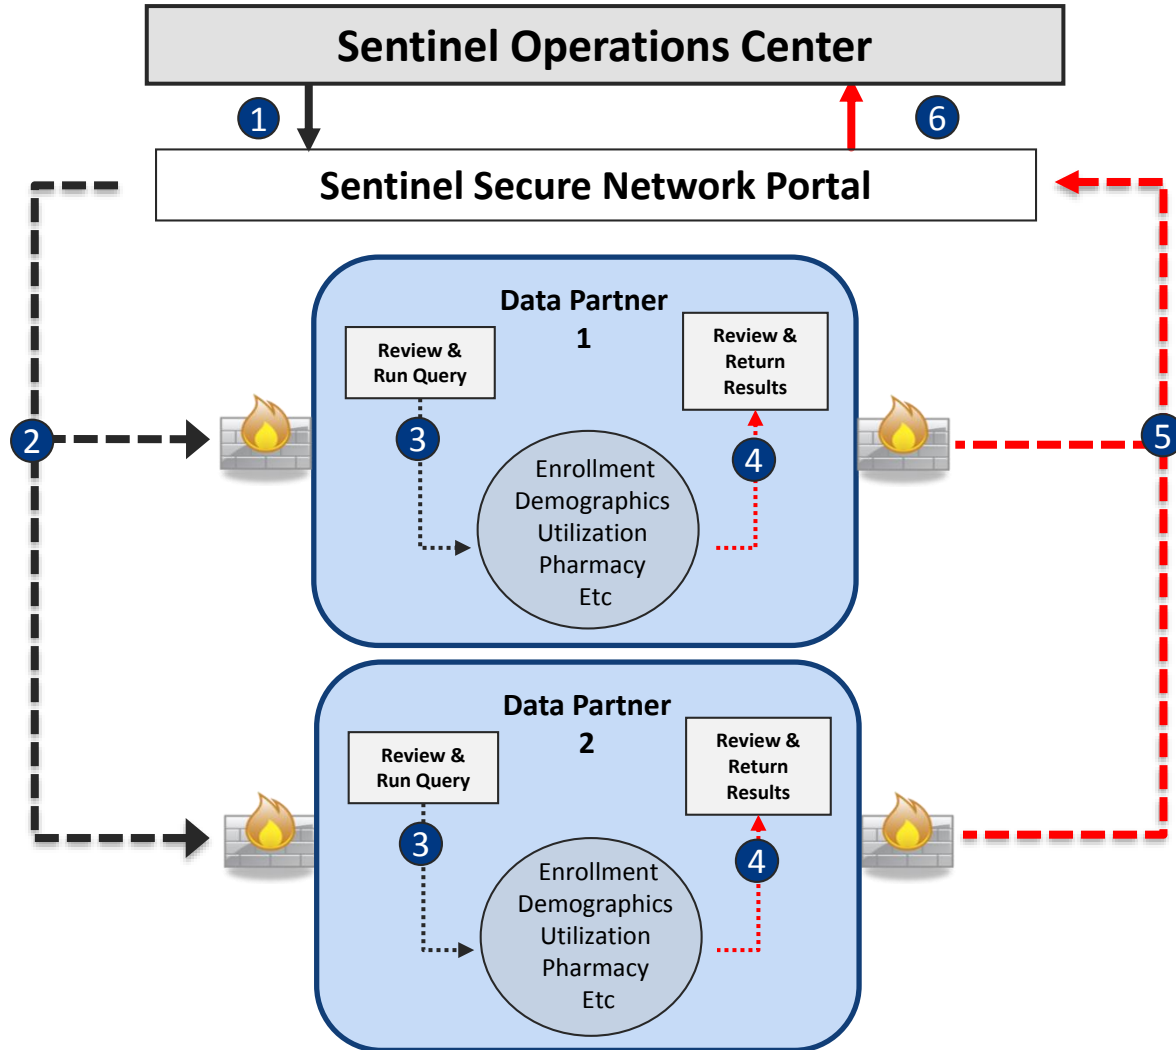 Sentinel Operations Center
1
6
Sentinel Secure Network Portal
Data Partner
1
Review &
Run Query
Review &
Return
Results
2
3
4
5
Enrollment
Demographics
Utilization
Pharmacy
Etc
Data Partner
2
Review &
Run Query
Review &
Return
Results
3
4
Enrollment
Demographics
Utilization
Pharmacy
Etc